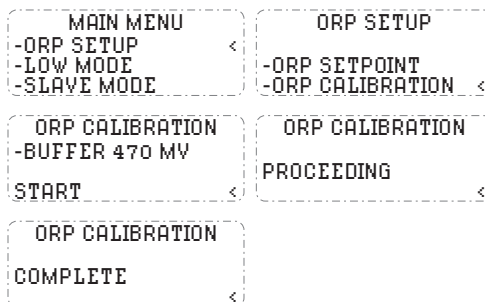 MAIN MENU
-ORP SETUP <
-LOW MODE
-SLAVE MODE
ORP SETUP
-ORP SETPOINT
-ORP CALIBRATION <
ORP CALIBRATION
-BUFFER 470 MV
START <
ORP CALIBRATION
PROCEEDING
<
ORP CALIBRATION
COMPLETE
<